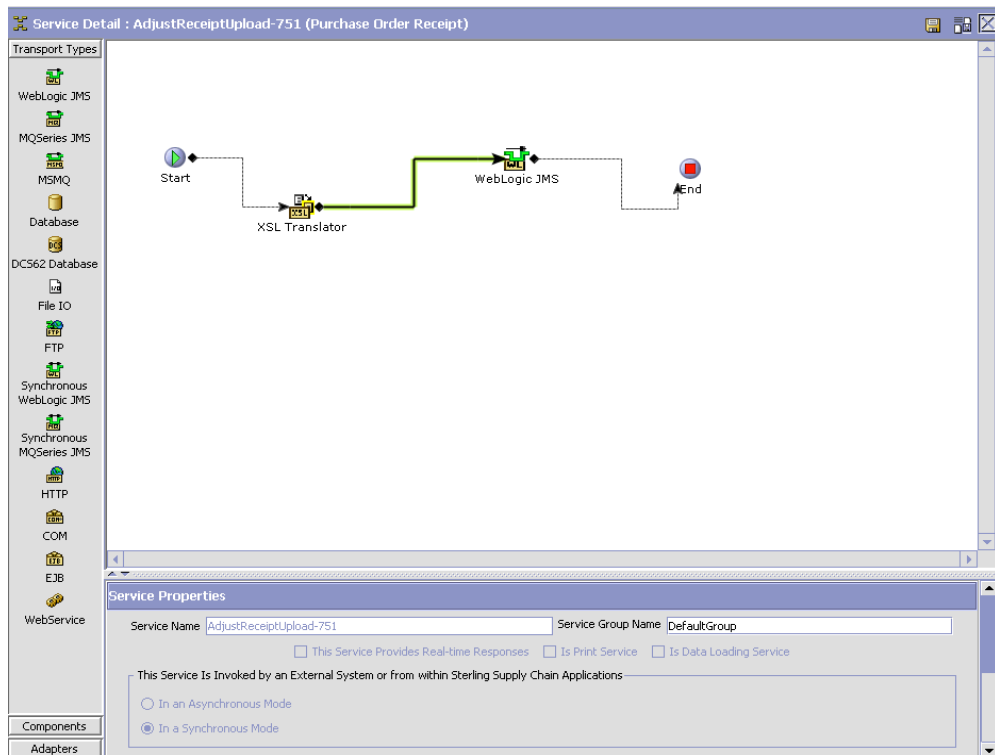 Service Detail : AdjustReceiptUpload-751 (Purchase Order Receipt)
Transport Types
WebLogic JMS
MQSeries JMS
MSMQ
Database
DCS62 Database
File IO
FTP
Synchronous
WebLogic JMS
Synchronous
MQSeries JMS
HTTP
COM
EJB
WebService
Components
Adapters
Start
XSL Translator
WebLogic JMS
End
Service Properties
Service Name AdjustReceiptUpload-751 Service Group Name DefaultGroup
This Service Provides Real-time Responses Is Print Service Is Data Loading Service
This Service Is Invoked by an External System or from within Sterling Supply Chain Applications
In an Asynchronous Mode
In a Synchronous Mode